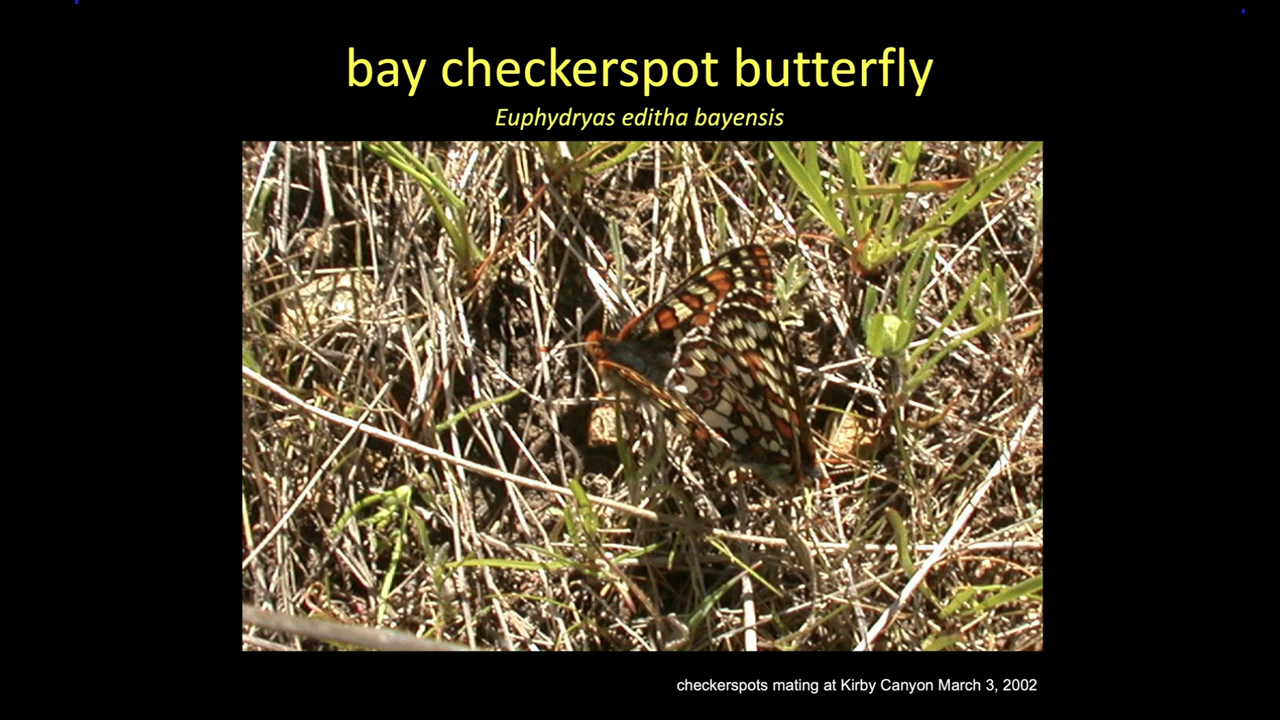 bay checkerspot butterfly
Euphydryas editha bayensis
checkerspots mating at Kirby Canyon March 3, 2002